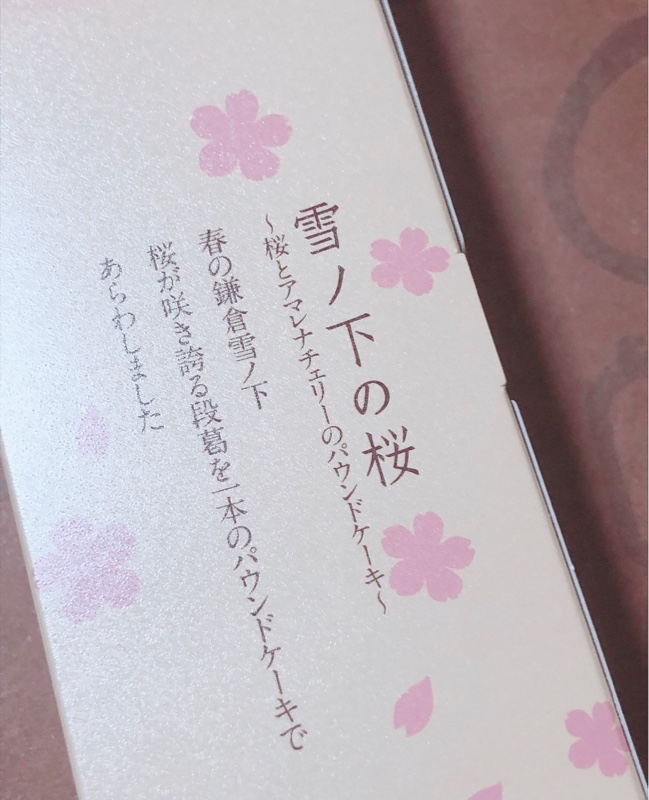 雪ノ下の桜
～桜とアマレナチェリーのパウンドケーキ～
春の鎌倉雪ノ下
桜が咲き誇る段葛を一本のパウンドケーキで
あらわしました